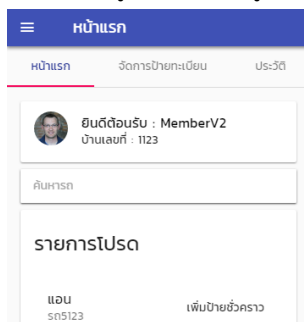 หน้าแรก
หน้าแรก จัดการป้ายทะเบียน ประวัติ
ยินดีต้อนรับ : MemberV2
บ้านเลขที่ : 1123
ค้นหารถ
รายการโปรด
แอน
รถ5123
เพิ่มป้ายชั่วคราว